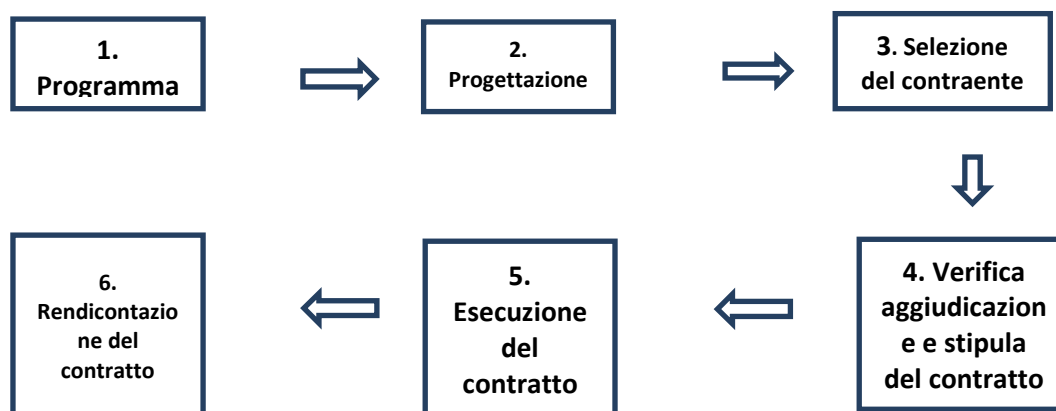 1.
Programma
2.
Progettazione
3. Selezione
del contraente
4. Verifica
aggiudicazion
e e stipula
del contratto
5.
Esecuzione
del
contratto
6.
Rendicontazio
ne del
contratto